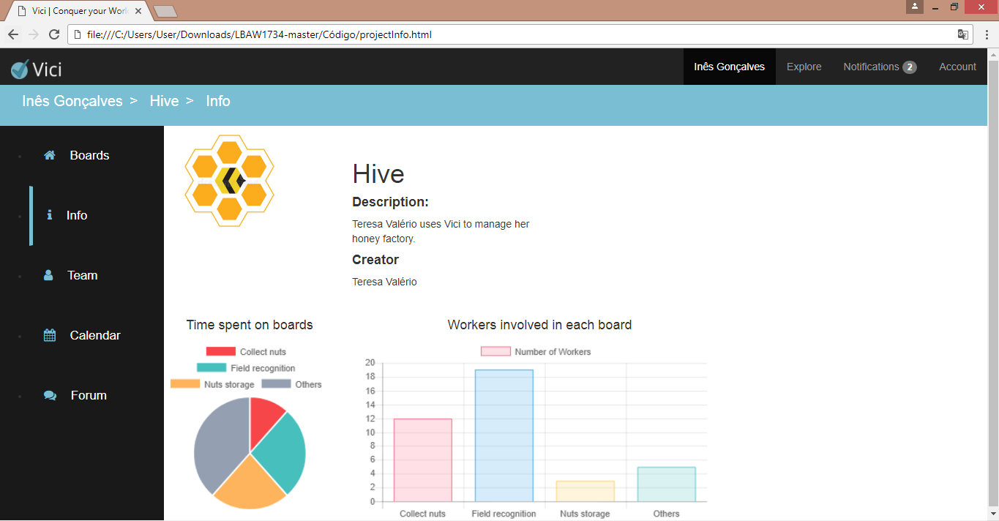 Vici | Conquer your Work
file:///C:/Users/User/Downloads/LBAW1734-master/Código/projectInfo.html
Vici
Inês Gonçalves
Explore
Notifications 2
Account
Inês Gonçalves > Hive > Info
Boards
Info
Team
Calendar
Forum
Hive
Description:
Teresa Valério uses Vici to manage her
honey factory.
Creator
Teresa Valério
Time spent on boards
Collect nuts
Field recognition
Nuts storage Others
Workers involved in each board
Number of Workers
20
18
16
14
12
10
8
6
4
2
0
Collect nuts Field recognition Nuts storage Others